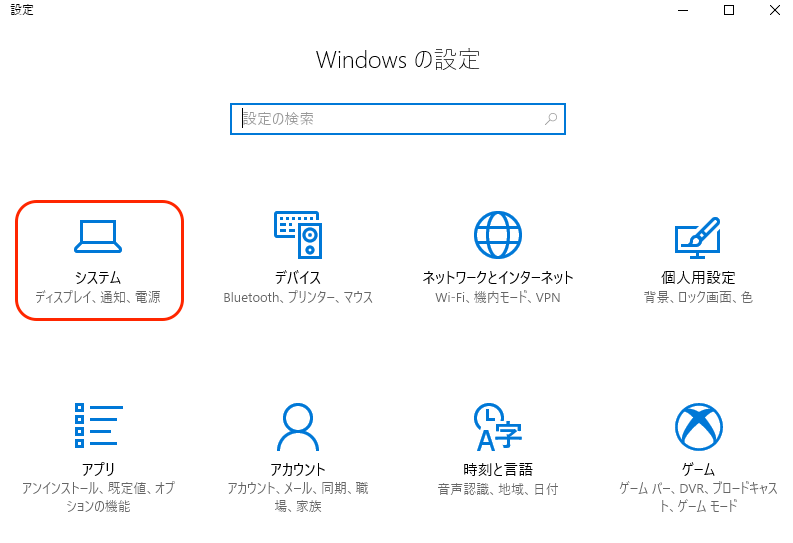 設定
Windows の設定
設定の検索
システム
ディスプレイ、通知、電源
デバイス
Bluetooth、プリンター、マウス
ネットワークとインターネット
Wi-Fi、機内モード、VPN
個人用設定
背景、ロック画面、色
アプリ
アンインストール、既定値、オプ
ションの機能
アカウント
アカウント、メール、同期、職
場、家族
時刻と言語
音声認識、地域、日付
ゲーム
ゲーム バー、DVR、ブロードキャス
ト、ゲーム モード